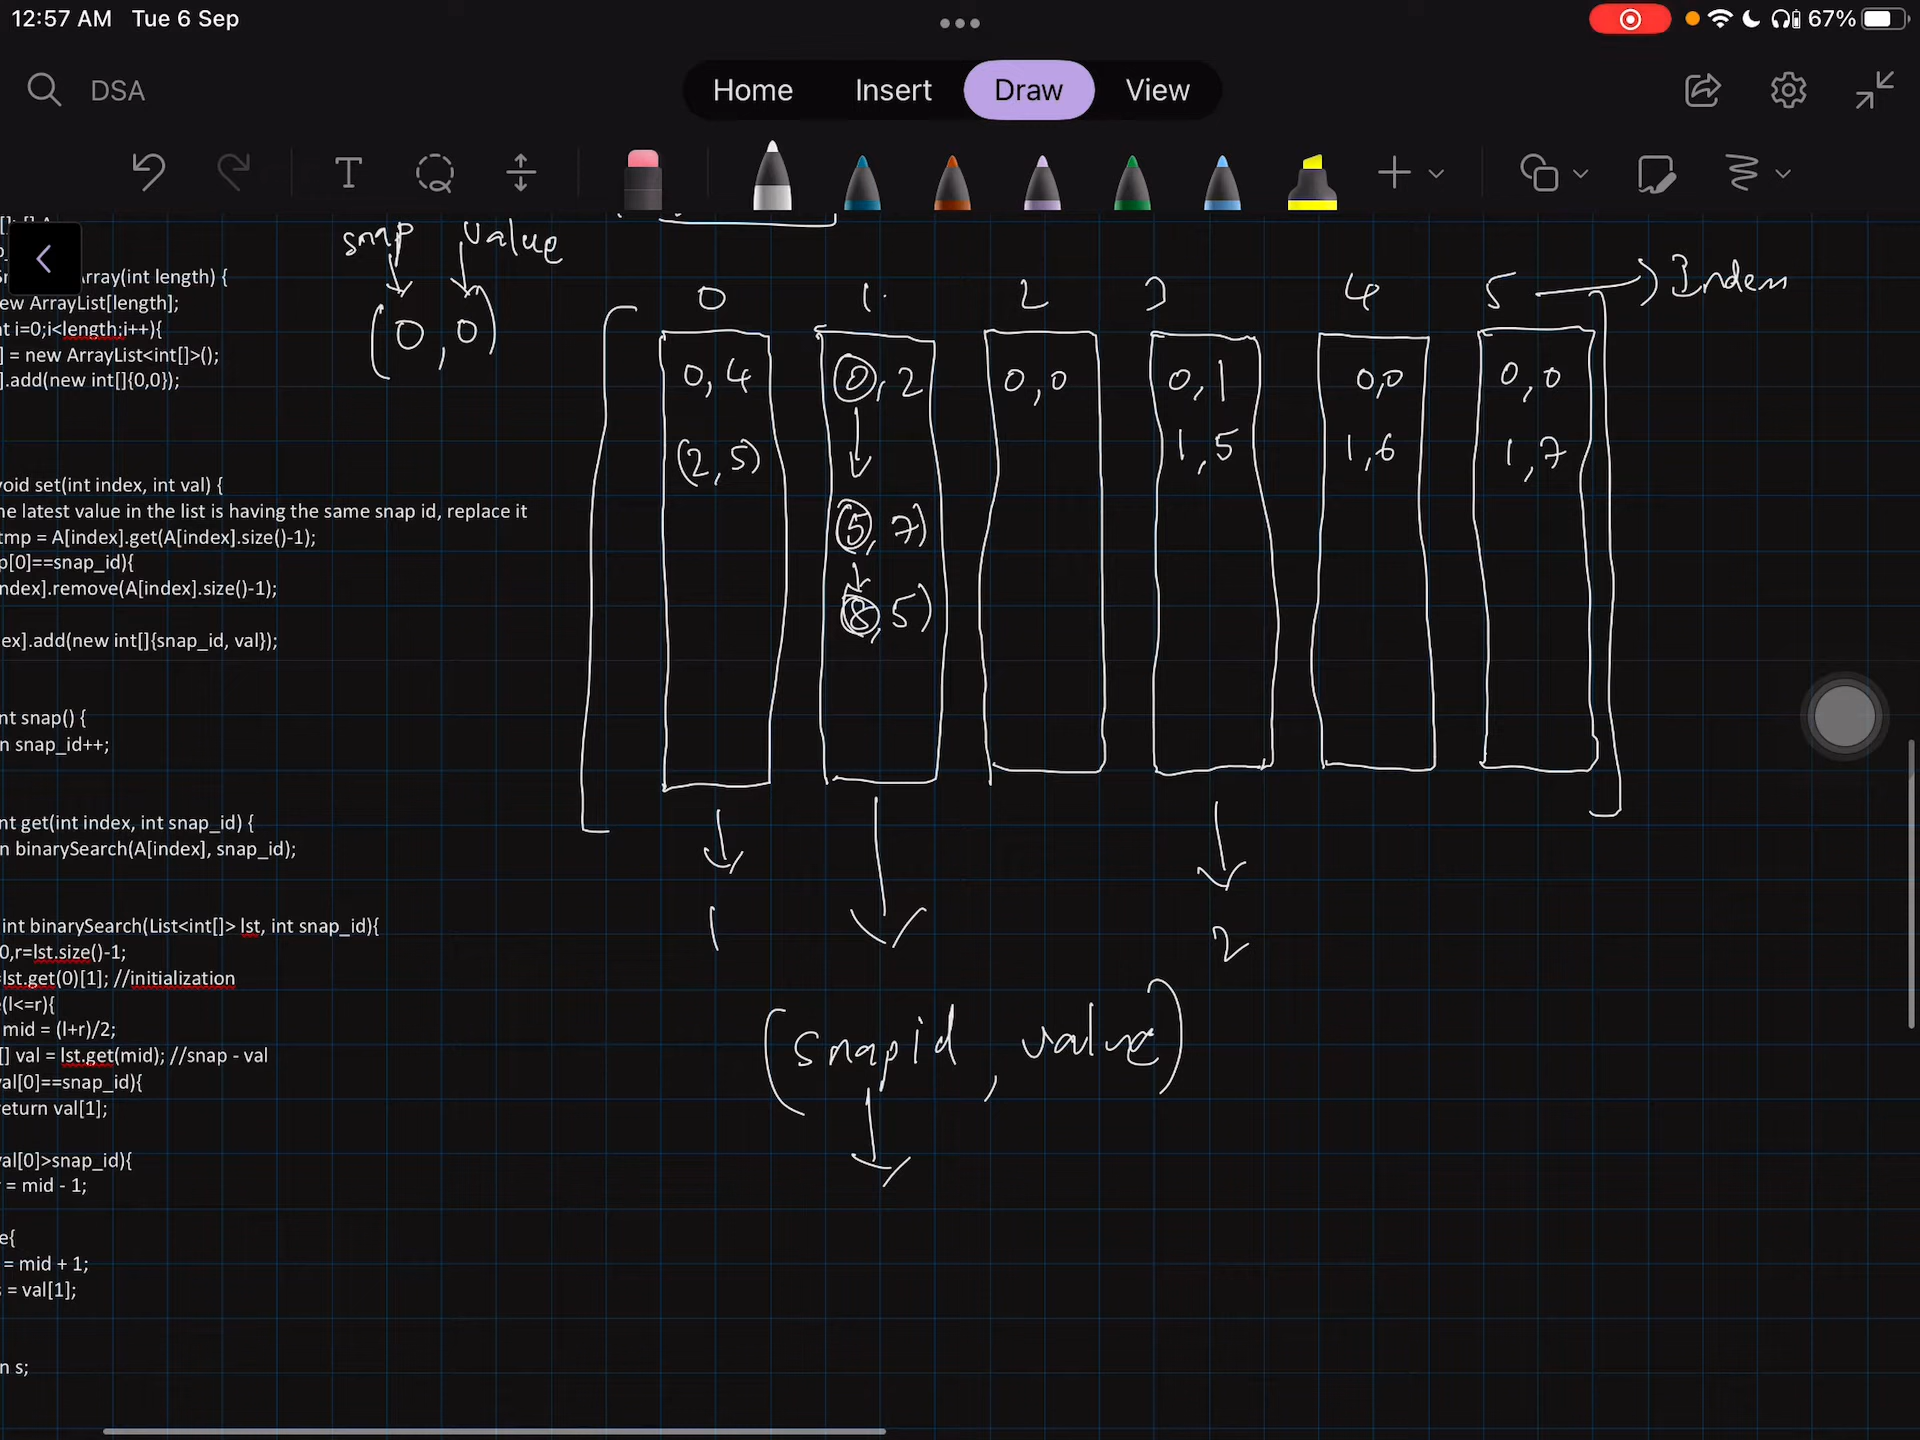 12:57 AM Tue 6 Sep
67%
DSA
Home Insert Draw View
T
snap value
(0,0)
rray(int length) {
ew ArrayList[length];
t i=0;i<length;i++){
] = new ArrayList<int[]>();
].add(new int[]{0,0});
void set(int index, int val) {
he latest value in the list is having the same snap id, replace it
tmp = A[index].get(A[index].size()-1);
p[0]==snap_id){
ndex].remove(A[index].size()-1);
ex].add(new int[]{snap_id, val});
nt snap() {
n snap_id++;
nt get(int index, int snap_id) {
n binarySearch(A[index], snap_id);
int binarySearch(List<int[]> lst, int snap_id){
0,r=lst.size()-1;
=lst.get(0)[1]; //initialization
e(l<=r){
mid = (l+r)/2;
[] val = lst.get(mid); //snap - val
val[0]==snap_id){
return val[1];
val[0]>snap_id){
r = mid - 1;
e{
= mid + 1;
s = val[1];
n s;
0 1 2 3 4 5 Index
0,4 0,2 0,0 0,1 0,0 0,0
(2,5) 1,5 1,6 1,7
5,7)
8,5)
1 2
(snapid, value)